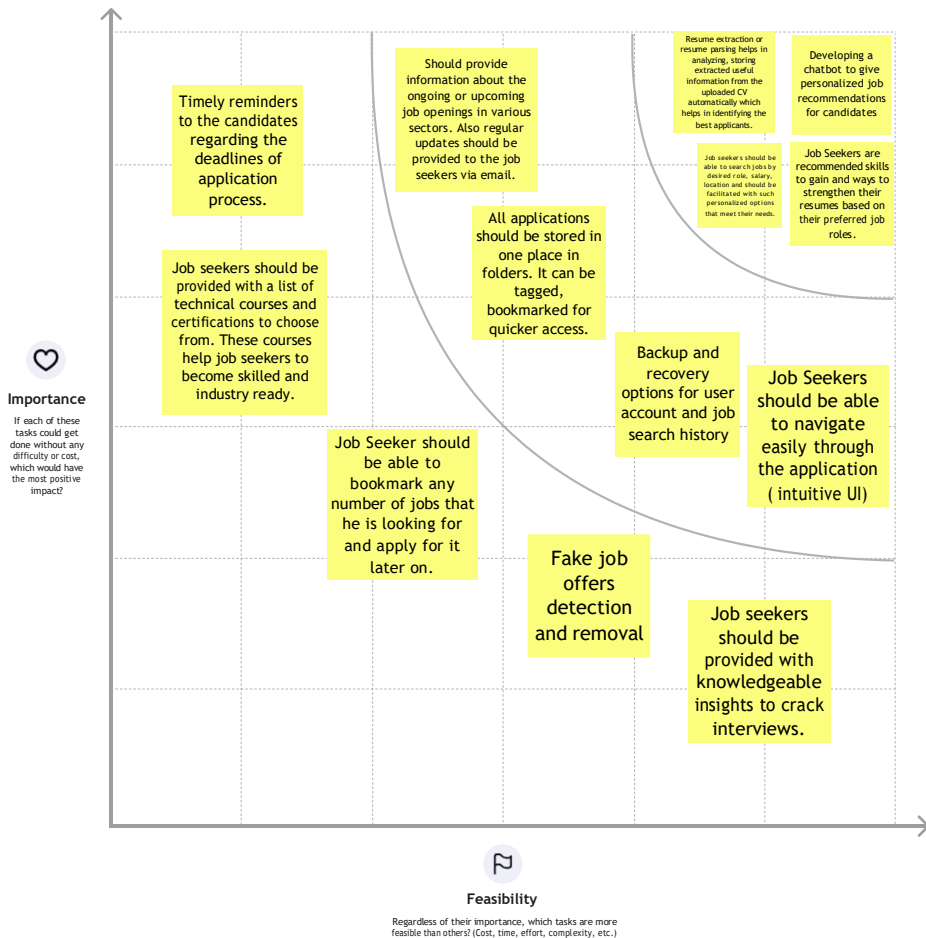 Timely reminders
to the candidates
regarding the
deadlines of
application
process.
Should provide
information about the
ongoing or upcoming
job openings in various
sectors. Also regular
updates should be
provided to the job
seekers via email.
Resume extraction or
resume parsing helps in
analyzing, storing
extracted useful
information from the
uploaded CV
automatically which
helps in identifying the
best applicants.
Developing a
chatbot to give
personalized job
recommendations
for candidates
Job seekers should be
able to search jobs by
desired role, salary,
location and should be
facilitated with such
personalized options
that meet their needs.
Job Seekers are
recommended skills
to gain and ways to
strengthen their
resumes based on
their preferred job
roles.
All applications
should be stored in
one place in
folders. It can be
tagged,
bookmarked for
quicker access.
Job seekers should be
provided with a list of
technical courses and
certifications to choose
from. These courses
help job seekers to
become skilled and
industry ready.
Backup and
recovery
options for user
account and job
search history
Job Seekers
should be able
to navigate
easily through
the application
( intuitive UI)
Importance
If each of these
tasks could get
done without any
difficulty or cost,
which would have
the most positive
impact?
Job Seeker should
be able to
bookmark any
number of jobs that
he is looking for
and apply for it
later on.
Fake job
offers
detection
and removal
Job seekers
should be
provided with
knowledgeable
insights to crack
interviews.
Feasibility
Regardless of their importance, which tasks are more
feasible than others? (Cost, time, effort, complexity, etc.)